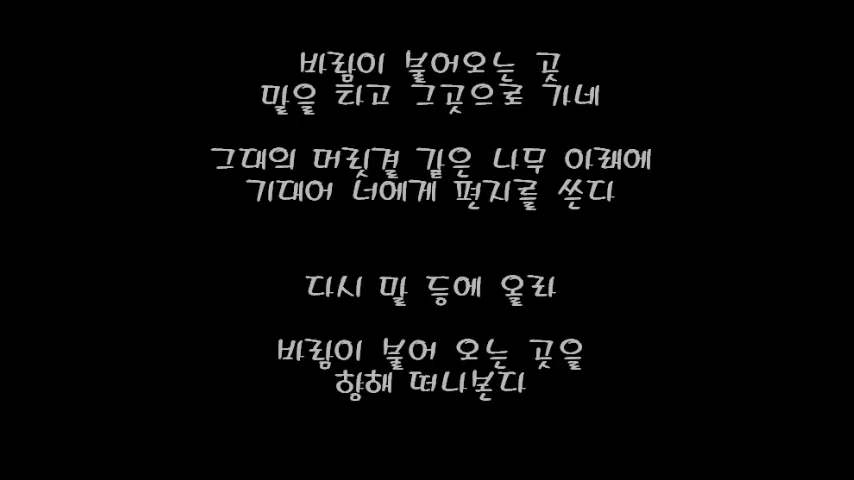 바람이 불어오는 곳
말을 타고 그곳으로 가네
그대의 머릿결 같은 나무 아래에
기대어 너에게 편지를 쓴다
다시 말 등에 올라
바람이 불어 오는 곳을
향해 떠나본다